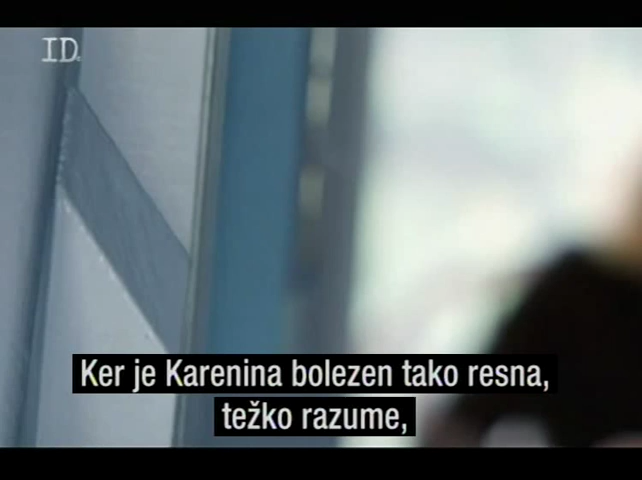 ID.
Ker je Karenina bolezen tako resna,
težko razume,